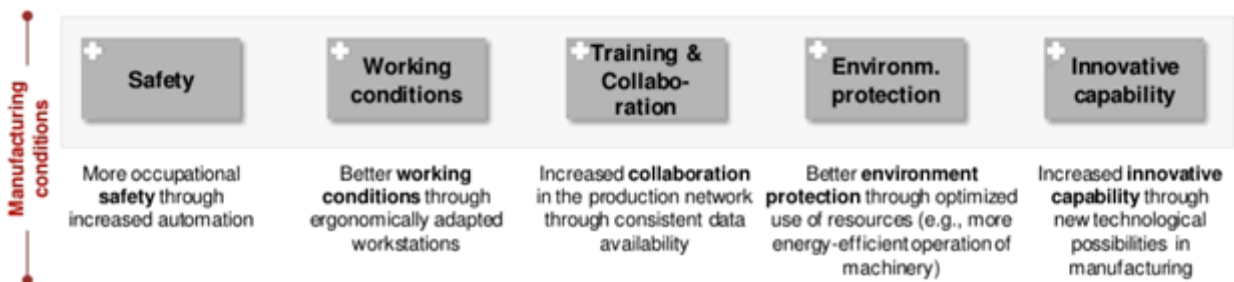 Manufacturing
conditions
Safety
Working
conditions
Training &
Collabo-
ration
Environm.
protection
Innovative
capability
More occupational
safety through
increased automation
Better working
conditions through
ergonomically adapted
workstations
Increased collaboration
in the production network
through consistent data
availability
Better environment
protection through optimized
use of resources (e.g., more
energy-efficient operation of
machinery)
Increased innovative
capability through
new technological
possibilities in
manufacturing